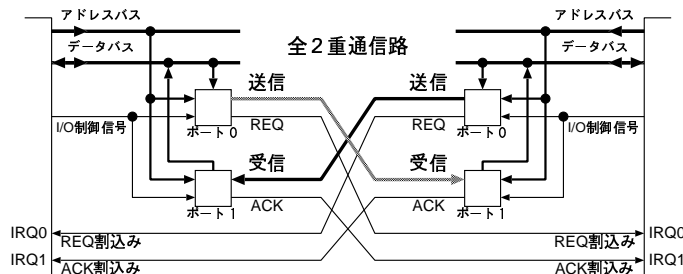 アドレスバス
アドレスバス
データバス
全2重通信路
データバス
送信
送信
I/O制御信号
ポート0
REQ
REQ
ポート0
I/O制御信号
受信
受信
ポート1
ACK
ACK
ポート1
IRQ0
REQ割込み
REQ割込み
IRQ0
IRQ1
ACK割込み
ACK割込み
IRQ1